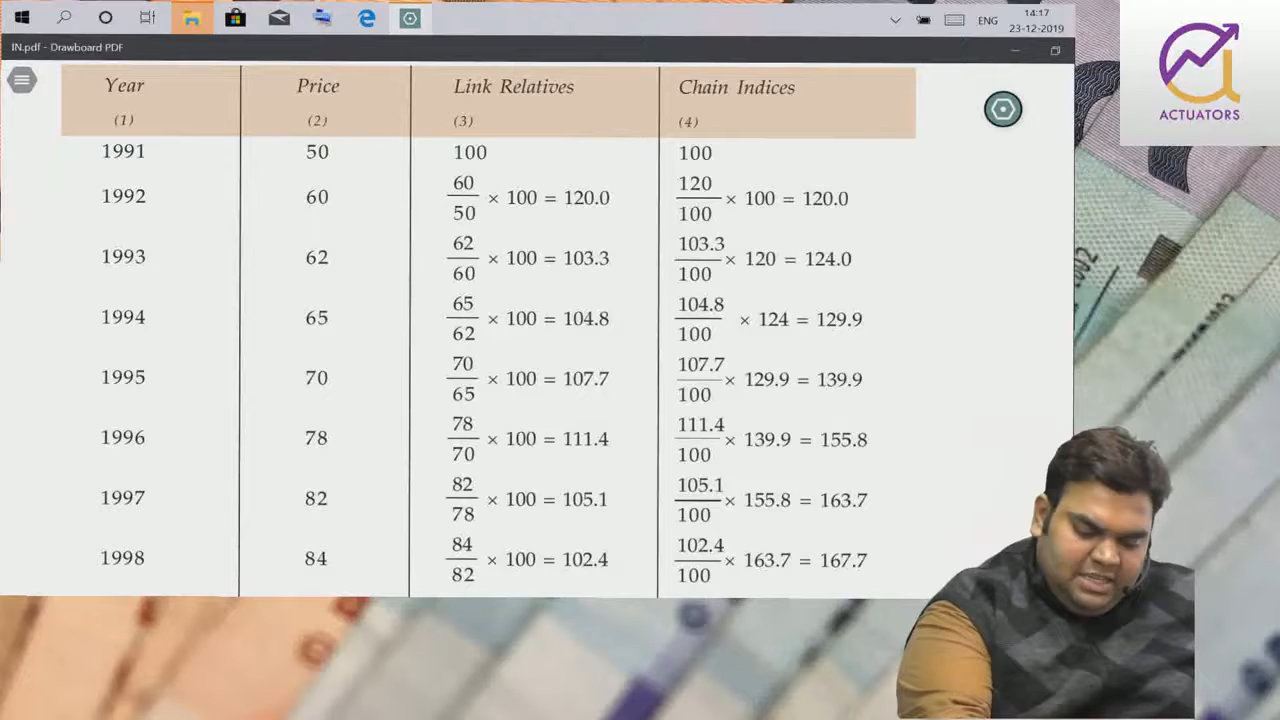 14:17
ENG
23-12-2019
IN.pdf - Drawboard PDF
ACTUATORS
Year Price Link Relatives Chain Indices
(1) (2) (3) (4)
1991 50 100 100
1992 60 60/50 × 100 = 120.0 120/100 × 100 = 120.0
1993 62 62/60 × 100 = 103.3 103.3/100 × 120 = 124.0
1994 65 65/62 × 100 = 104.8 104.8/100 × 124 = 129.9
1995 70 70/65 × 100 = 107.7 107.7/100 × 129.9 = 139.9
1996 78 78/70 × 100 = 111.4 111.4/100 × 139.9 = 155.8
1997 82 82/78 × 100 = 105.1 105.1/100 × 155.8 = 163.7
1998 84 84/82 × 100 = 102.4 102.4/100 × 163.7 = 167.7